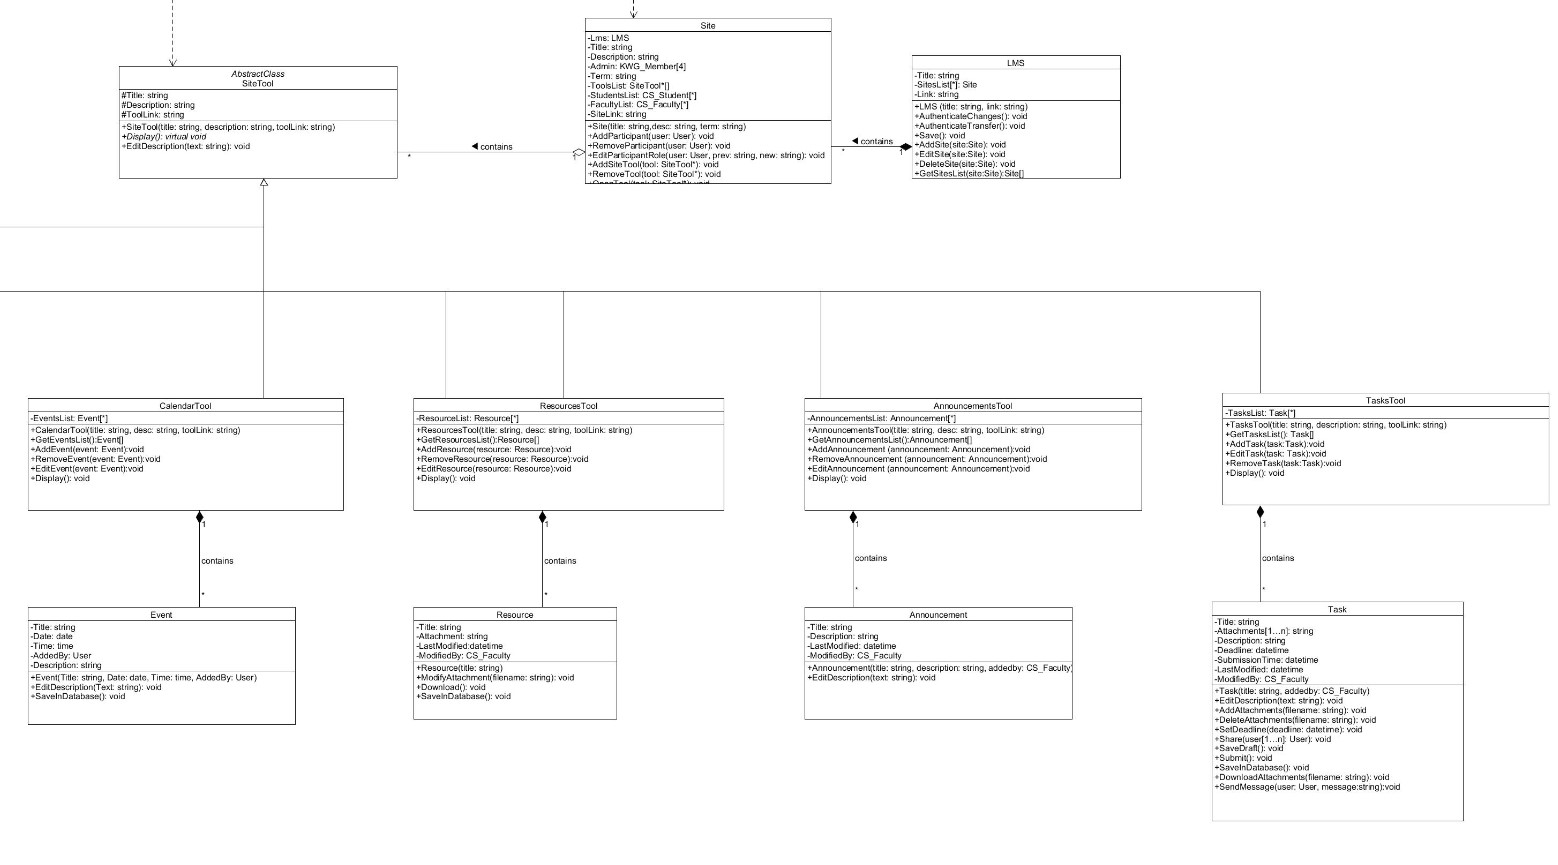 AbstractClass
SiteTool
#Title: string
#Description: string
#ToolLink: string
+SiteTool(title: string, description: string, toolLink: string)
+Display(): virtual void
+EditDescription(text: string): void
*
◀ contains
1
Site
-Lms: LMS
-Title: string
-Description: string
-Admin: KWG_Member[4]
-Term: string
-ToolsList: SiteTool*[]
-StudentsList: CS_Student[*]
-FacultyList: CS_Faculty[*]
-SiteLink: string
+Site(title: string,desc: string, term: string)
+AddParticipant(user: User): void
+RemoveParticipant(user: User): void
+EditParticipantRole(user: User, prev: string, new: string): void
+AddSiteTool(tool: SiteTool*): void
+RemoveTool(tool: SiteTool*): void
◀ contains
*
1
LMS
-Title: string
-SitesList[*]: Site
-Link: string
+LMS (title: string, link: string)
+AuthenticateChanges(): void
+AuthenticateTransfer(): void
+Save(): void
+AddSite(site:Site): void
+EditSite(site:Site): void
+DeleteSite(site:Site): void
+GetSitesList(site:Site):Site[]
CalendarTool
-EventsList: Event[*]
+CalendarTool(title: string, desc: string, toolLink: string)
+GetEventsList():Event[]
+AddEvent(event: Event):void
+RemoveEvent(event: Event):void
+EditEvent(event: Event):void
+Display(): void
1
contains
*
Event
-Title: string
-Date: date
-Time: time
-AddedBy: User
-Description: string
+Event(Title: string, Date: date, Time: time, AddedBy: User)
+EditDescription(Text: string): void
+SaveInDatabase(): void
ResourcesTool
-ResourceList: Resource[*]
+ResourcesTool(title: string, desc: string, toolLink: string)
+GetResourcesList():Resource[]
+AddResource(resource: Resource):void
+RemoveResource(resource: Resource):void
+EditResource(resource: Resource):void
+Display(): void
1
contains
*
Resource
-Title: string
-Attachment: string
-LastModified:datetime
-ModifiedBy: CS_Faculty
+Resource(title: string)
+ModifyAttachment(filename: string): void
+Download(): void
+SaveInDatabase(): void
AnnouncementsTool
-AnnouncementsList: Announcement[*]
+AnnouncementsTool(title: string, desc: string, toolLink: string)
+GetAnnouncementsList():Announcement[]
+AddAnnouncement (announcement: Announcement):void
+RemoveAnnouncement (announcement: Announcement):void
+EditAnnouncement (announcement: Announcement):void
+Display(): void
1
contains
*
Announcement
-Title: string
-Description: string
-LastModified: datetime
-ModifiedBy: CS_Faculty
+Announcement(title: string, description: string, addedby: CS_Faculty)
+EditDescription(text: string): void
TasksTool
-TasksList: Task[*]
+TasksTool(title: string, description: string, toolLink: string)
+GetTasksList(): Task[]
+AddTask(task:Task):void
+EditTask(task: Task):void
+RemoveTask(task:Task):void
+Display(): void
1
contains
*
Task
-Title: string
-Attachments[1...n]: string
-Description: string
-Deadline: datetime
-SubmissionTime: datetime
-LastModified: datetime
-ModifiedBy: CS_Faculty
+Task(title: string, addedby: CS_Faculty)
+EditDescription(text: string): void
+AddAttachments(filename: string): void
+DeleteAttachments(filename: string): void
+SetDeadline(deadline: datetime): void
+Share(user[1...n]: User): void
+SaveDraft(): void
+Submit(): void
+SaveInDatabase(): void
+DownloadAttachments(filename: string): void
+SendMessage(user: User, message:string):void